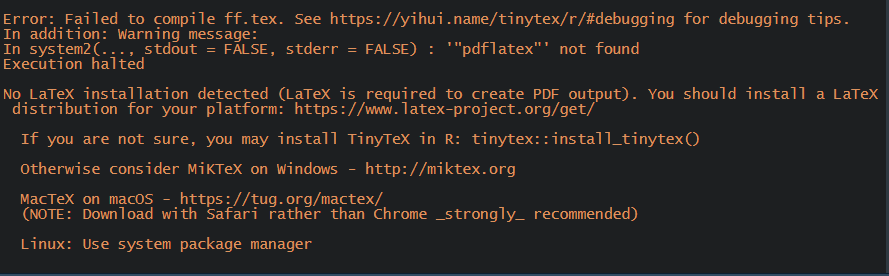 Error: Failed to compile ff.tex. See https://yihui.name/tinytex/r/#debugging for debugging tips.
In addition: Warning message:
In system2(..., stdout = FALSE, stderr = FALSE) : '"pdflatex"' not found
Execution halted
No LaTeX installation detected (LaTeX is required to create PDF output). You should install a LaTeX
distribution for your platform: https://www.latex-project.org/get/
If you are not sure, you may install TinyTeX in R: tinytex::install_tinytex()
Otherwise consider MiKTeX on Windows - http://miktex.org
MacTeX on macOS - https://tug.org/mactex/
(NOTE: Download with Safari rather than Chrome _strongly_ recommended)
Linux: Use system package manager